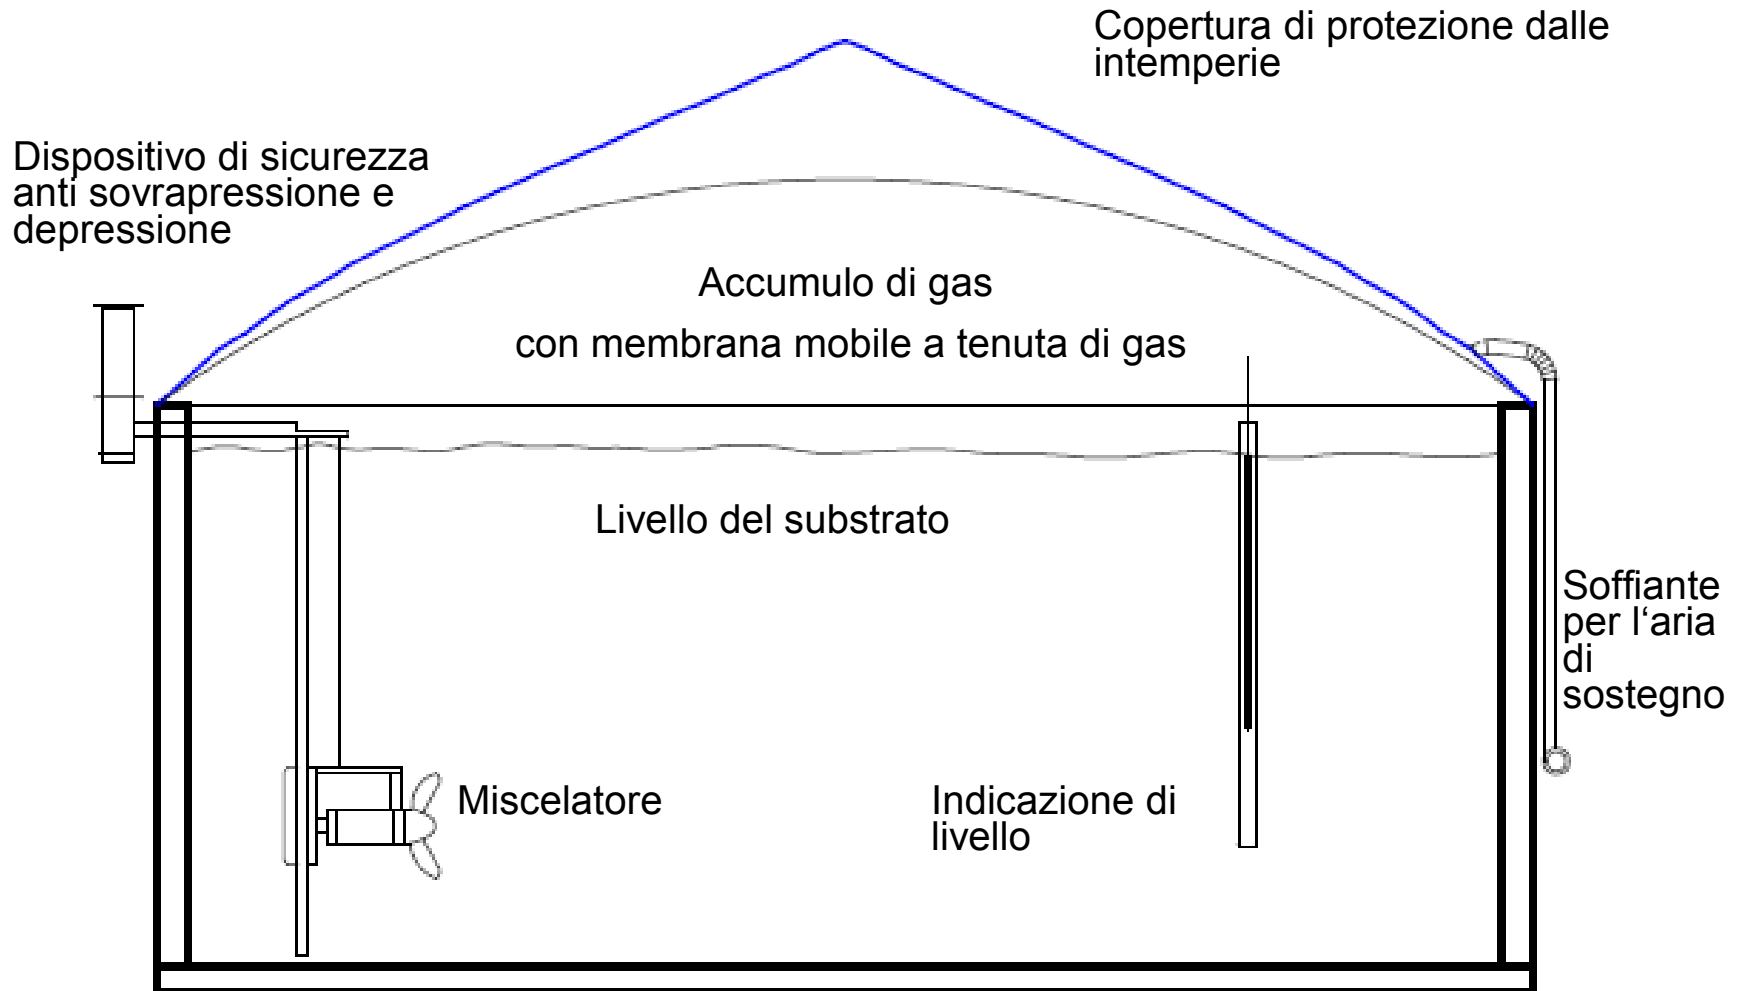 Copertura di protezione dalle
intemperie
Dispositivo di sicurezza
anti sovrapressione e
depressione
Accumulo di gas
con membrana mobile a tenuta di gas
Livello del substrato
Soffiante
per l‘aria
di
sostegno
Miscelatore
Indicazione di
livello